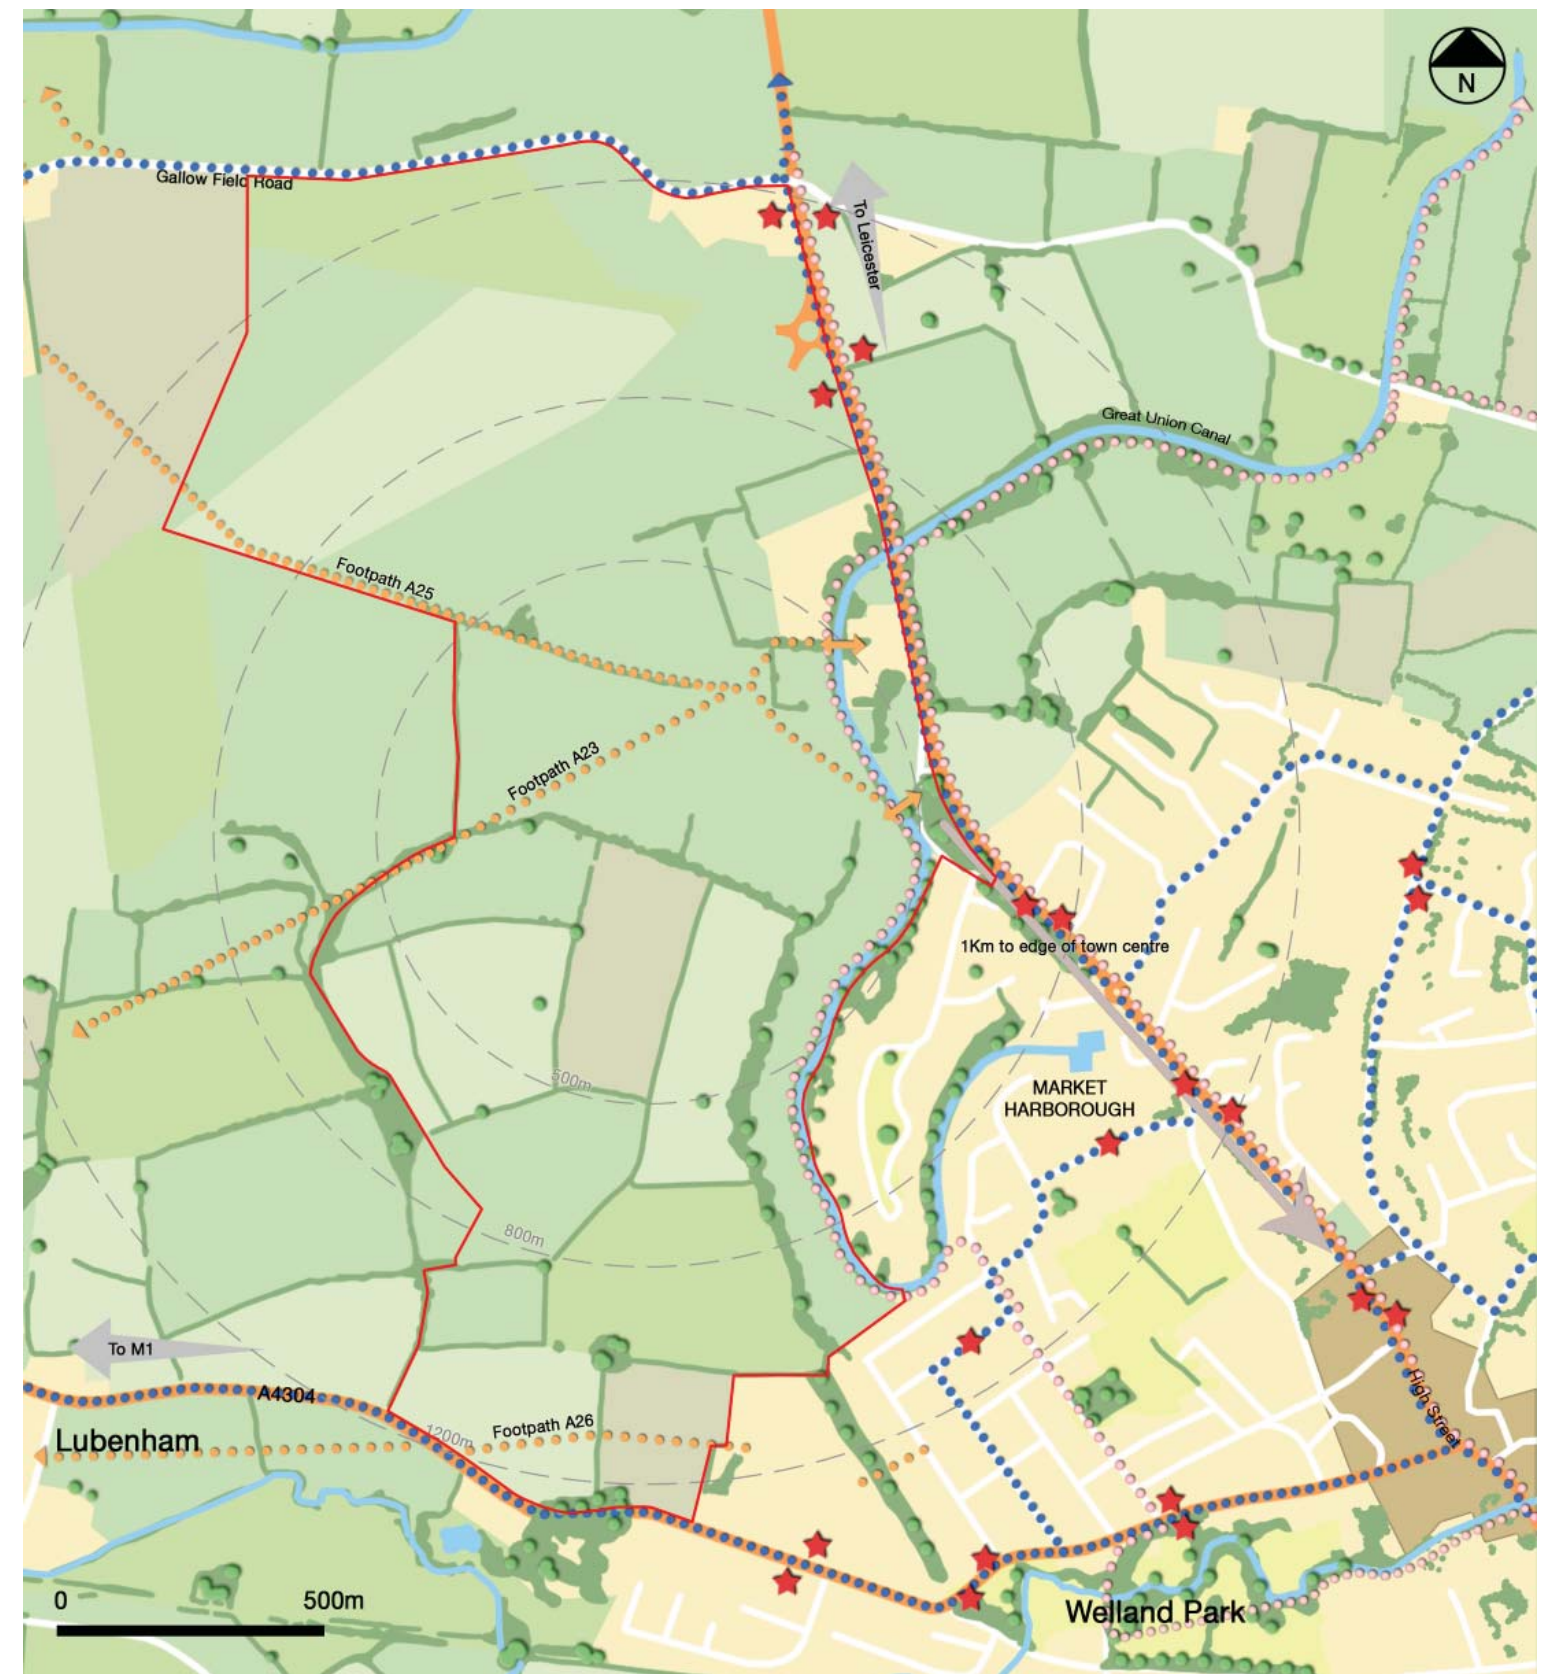 N
Gallow Field Road
To Leicester
Great Union Canal
Footpath A25
Footpath A23
1Km to edge of town centre
500m
MARKET
HARBOROUGH
800m
To M1
A4304
High Street
1200m
Footpath A26
Lubenham
0
500m
Welland Park